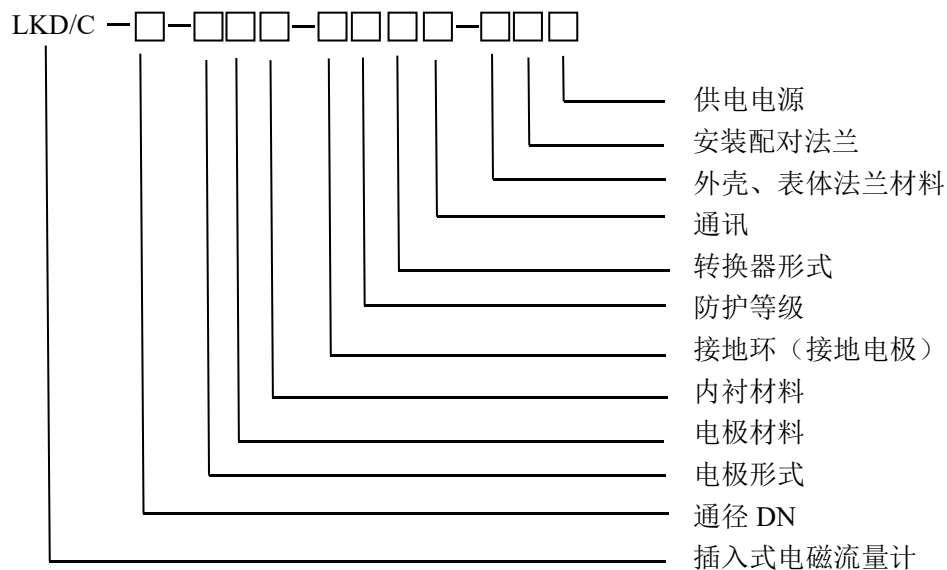 LKD/C －□－□□□－□□□□－□□□
供电电源
安装配对法兰
外壳、表体法兰材料
通讯
转换器形式
防护等级
接地环（接地电极）
内衬材料
电极材料
电极形式
通径 DN
插入式电磁流量计